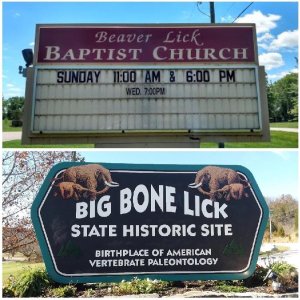 Beaver Lick
BAPTIST CHURCH
SUNDAY 11:00 AM & 6:00 PM
WED. 7:00PM
BIG BONE LICK
STATE HISTORIC SITE
BIRTHPLACE OF AMERICAN
VERTEBRATE PALEONTOLOGY